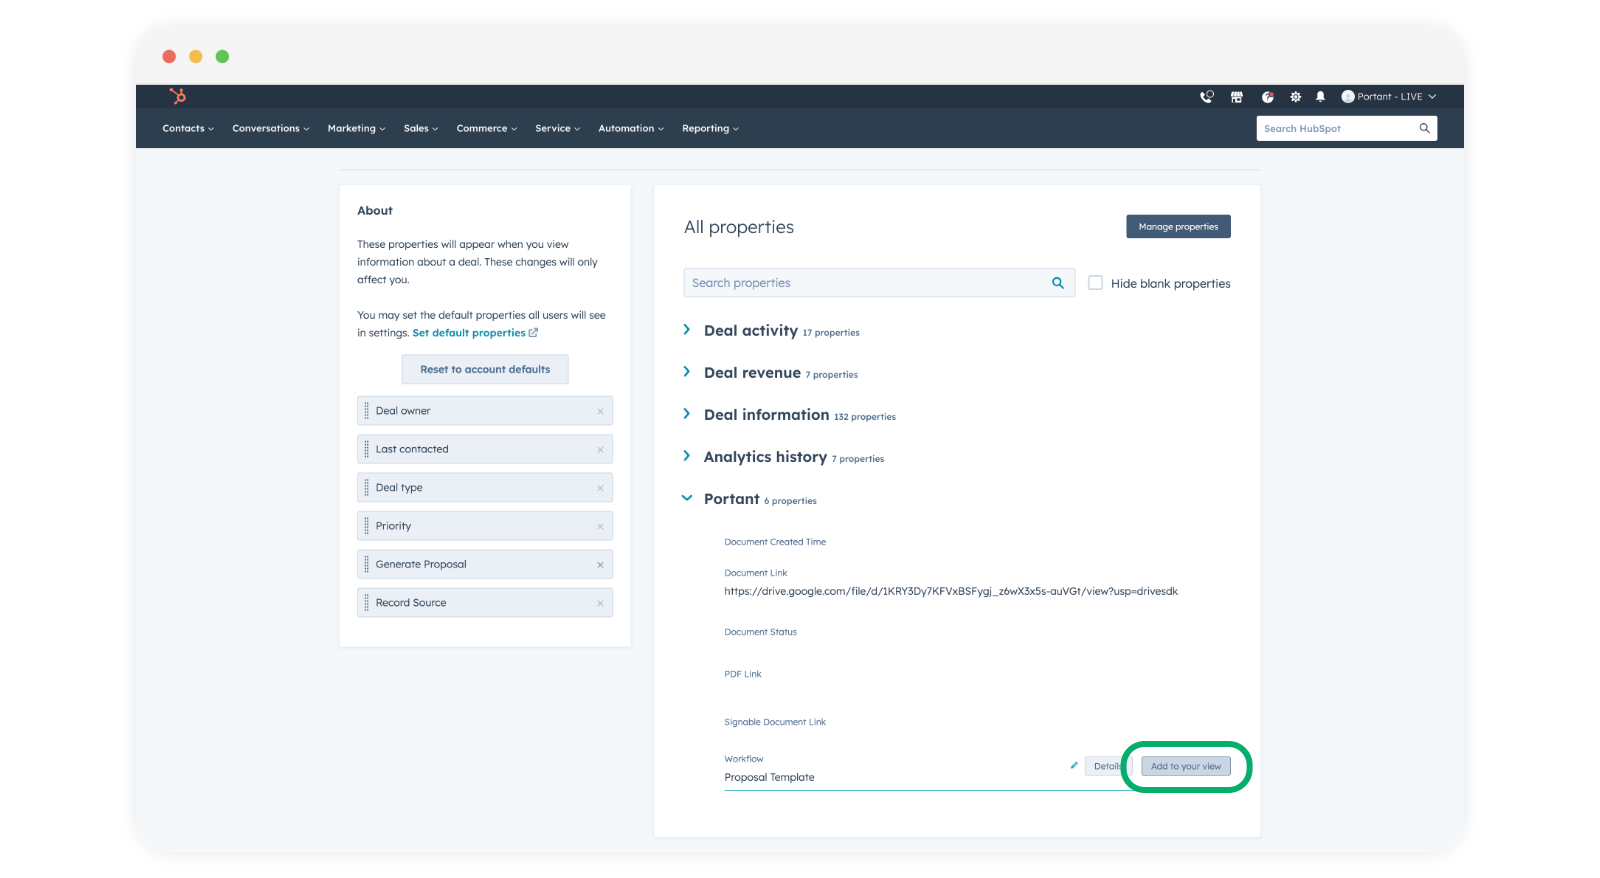 Portant - LIVE
Contacts
Conversations
Marketing
Sales
Commerce
Service
Automation
Reporting
Search HubSpot
About
These properties will appear when you view
information about a deal. These changes will only
affect you.
You may set the default properties all users will see
in settings. Set default properties
Reset to account defaults
Deal owner
Last contacted
Deal type
Priority
Generate Proposal
Record Source
All properties
Manage properties
Search properties
Hide blank properties
Deal activity 17 properties
Deal revenue 7 properties
Deal information 132 properties
Analytics history 7 properties
Portant 6 properties
Document Created Time
Document Link
https://drive.google.com/file/d/1KRY3Dy7KFVxBSFygj_z6wX3x5s-auVGt/view?usp=drivesdk
Document Status
PDF Link
Signable Document Link
Workflow
Proposal Template
Details
Add to your view